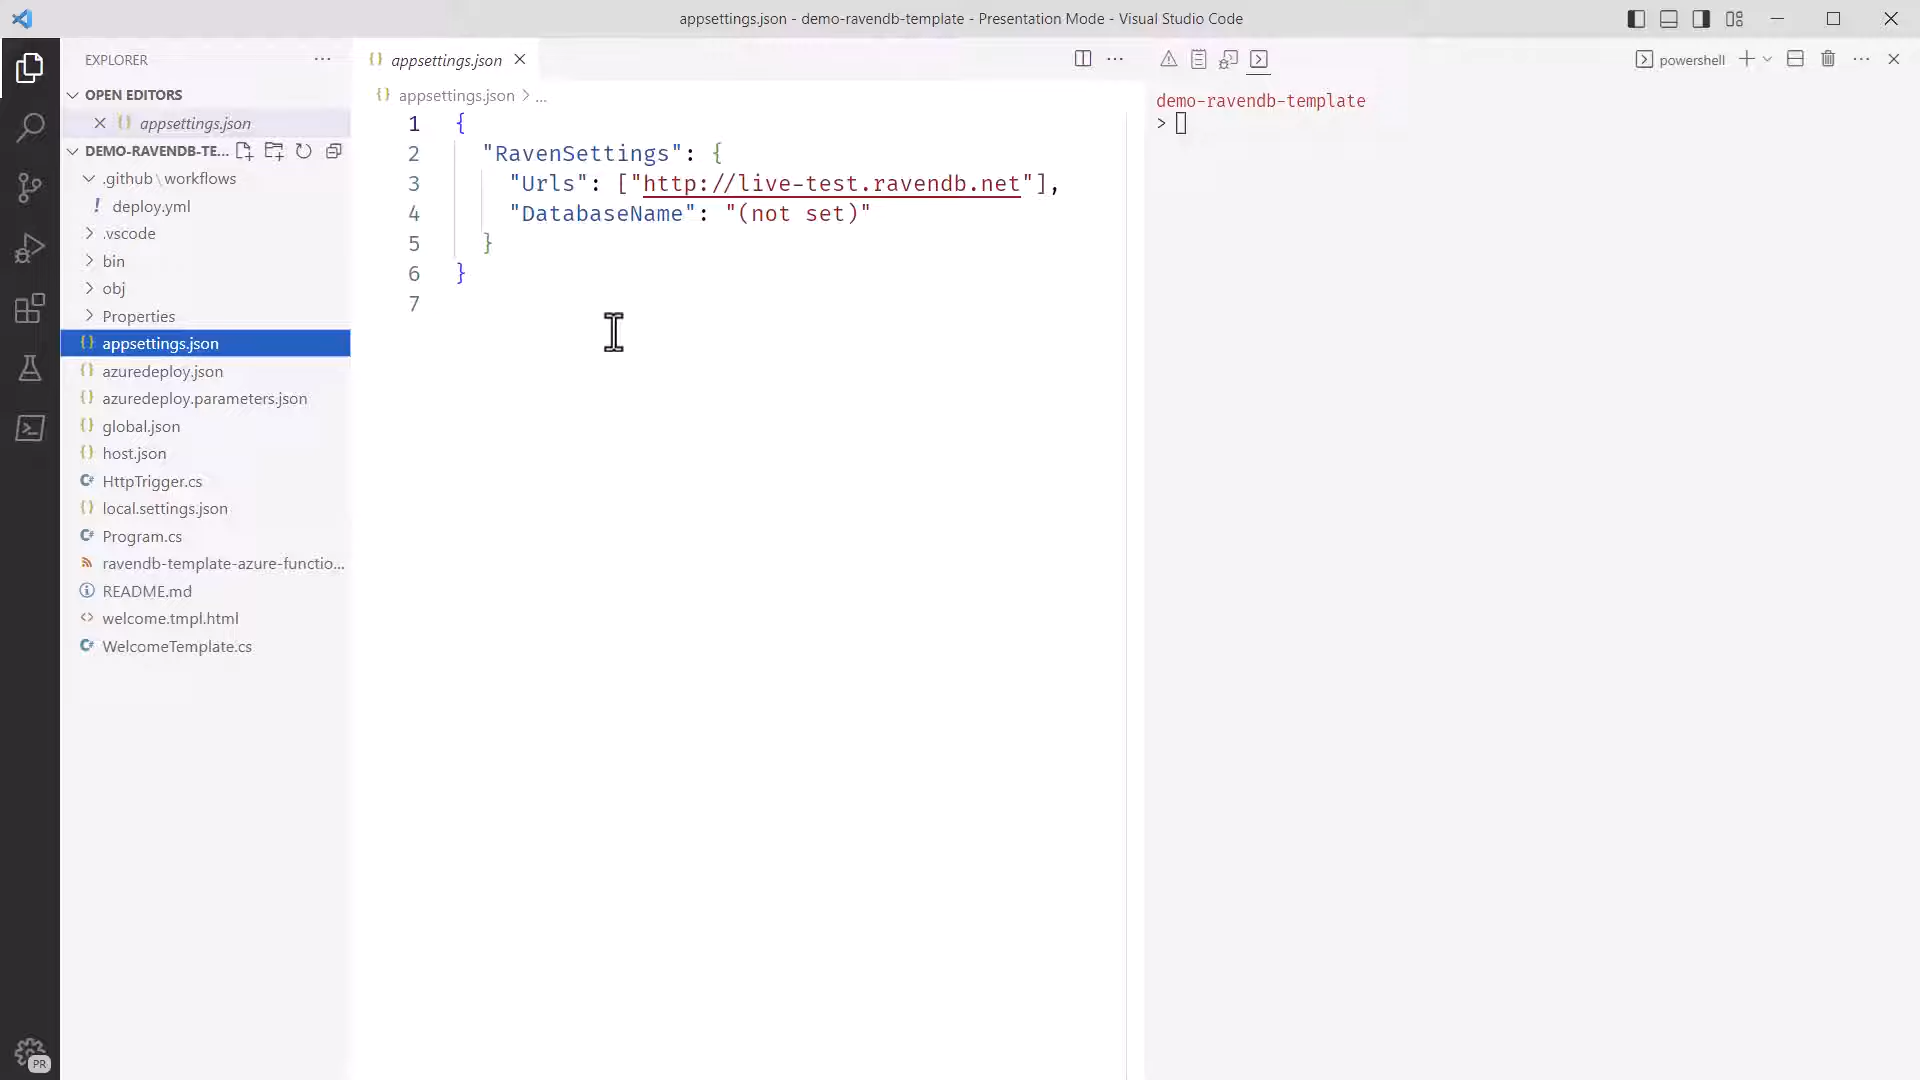 appsettings.json - demo-ravendb-template - Presentation Mode - Visual Studio Code
EXPLORER
OPEN EDITORS
appsettings.json
DEMO-RAVENDB-TE...
.github\workflows
deploy.yml
.vscode
bin
obj
Properties
appsettings.json
azuredeploy.json
azuredeploy.parameters.json
global.json
host.json
HttpTrigger.cs
local.settings.json
Program.cs
ravendb-template-azure-functio...
README.md
welcome.tmpl.html
WelcomeTemplate.cs
PR
appsettings.json
appsettings.json > ...
1 {
2 "RavenSettings": {
3 "Urls": ["http://live-test.ravendb.net"],
4 "DatabaseName": "(not set)"
5 }
6 }
7
powershell
demo-ravendb-template
>